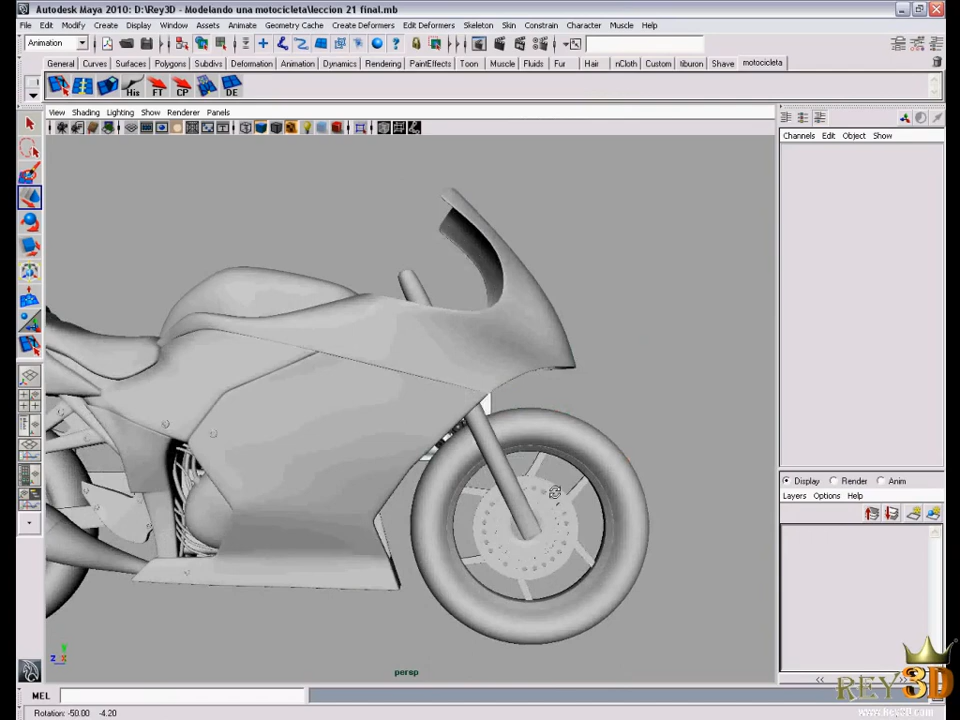 Autodesk Maya 2010: D:\Rey3D - Modelando una motocicleta\leccion 21 final.mb
File Edit Modify Create Display Window Assets Animate Geometry Cache Create Deformers Edit Deformers Skeleton Skin Constrain Character Muscle Help
Animation
General Curves Surfaces Polygons Subdivs Deformation Animation Dynamics Rendering PaintEffects Toon Muscle Fluids Fur Hair nCloth Custom tiburon Shave motocicleta
His FT CP DE
View Shading Lighting Show Renderer Panels
Channels Edit Object Show
Display Render Anim
Layers Options Help
persp
y
z x
MEL
Rotation: -50.00 -4.20
REY3D
www.Rey3D.com